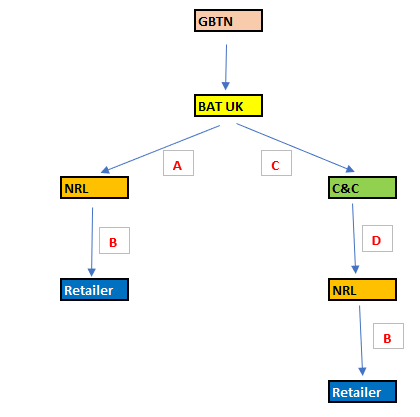 GBTN
BAT UK
A
C
NRL
C&C
B
D
Retailer
NRL
B
Retailer